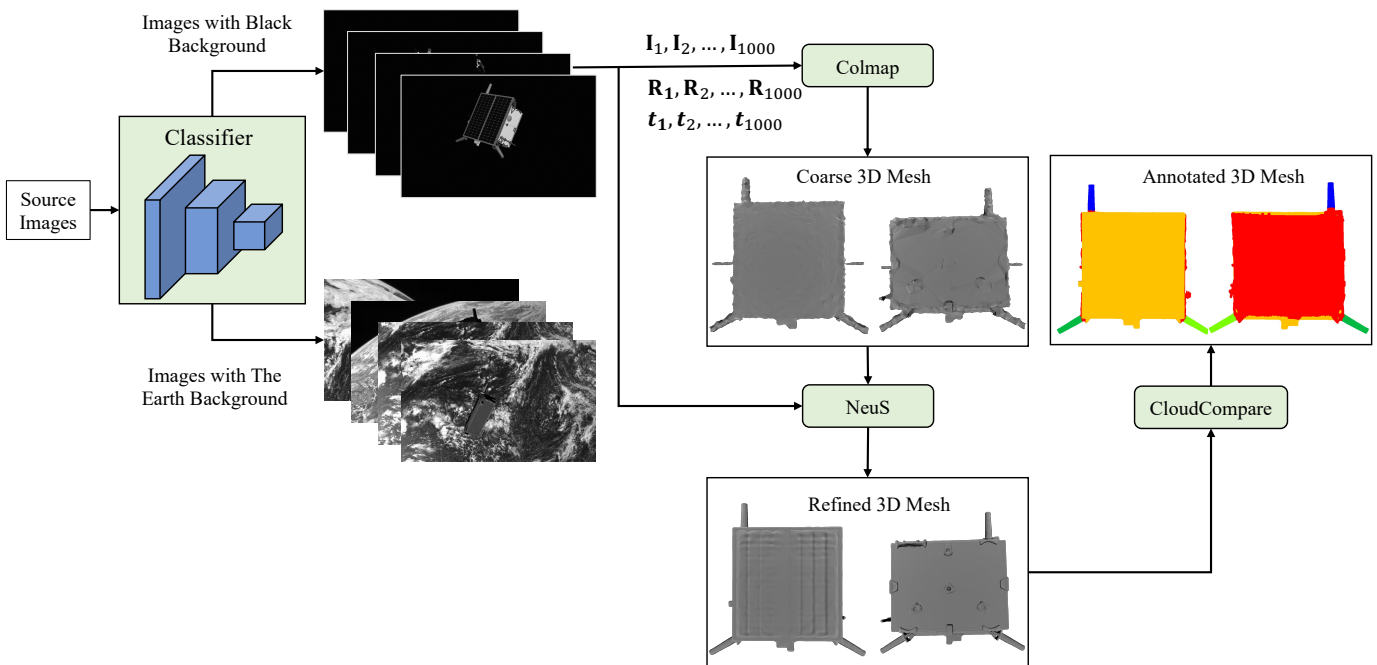 Images with Black
Background
Classifier
Source
Images
Images with The
Earth Background
𝐈₁, 𝐈₂, … , 𝐈₁₀₀₀
𝐑₁, 𝐑₂, … , 𝐑₁₀₀₀
𝒕₁, 𝒕₂, … , 𝒕₁₀₀₀
Colmap
Coarse 3D Mesh
NeuS
Refined 3D Mesh
Annotated 3D Mesh
CloudCompare